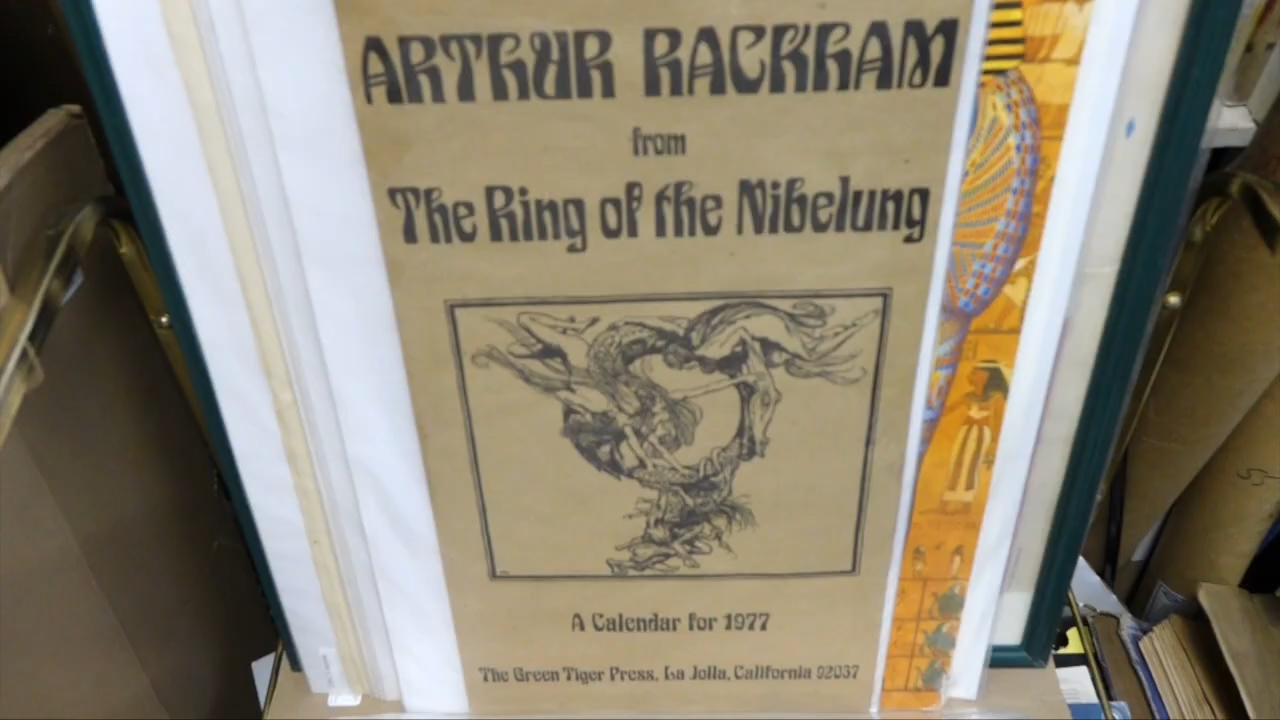 ARTHUR RACKHAM
from
The Ring of the Nibelung
A Calendar for 1977
The Green Tiger Press, La Jolla, California 92037